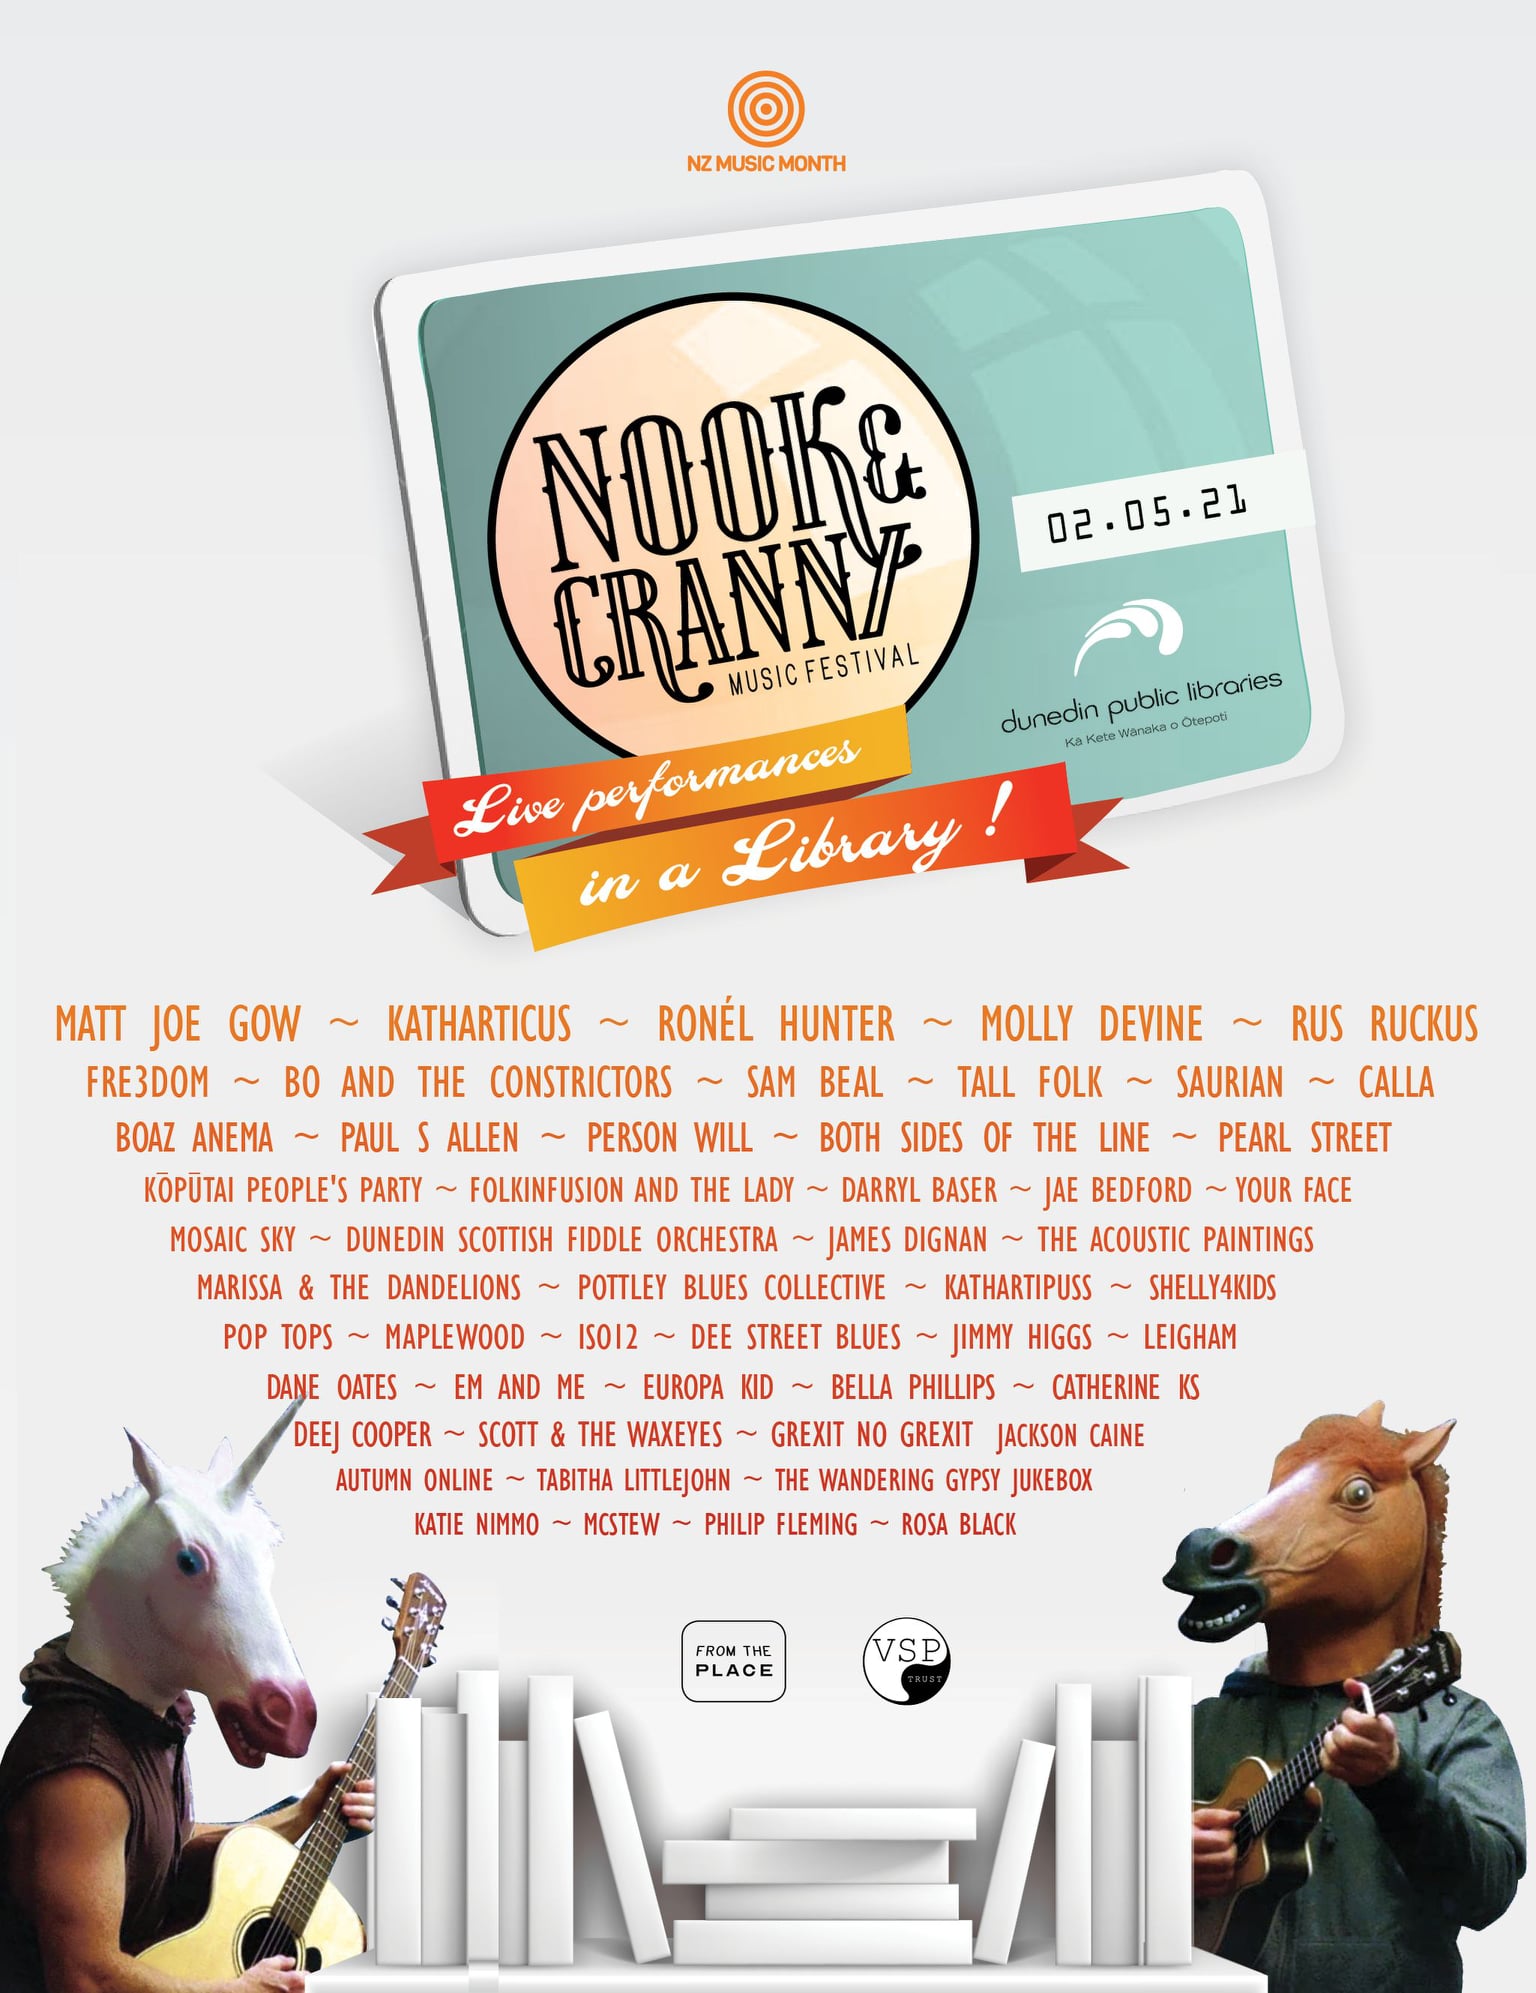 NZ MUSIC MONTH
NOOK &
CRANNY
MUSIC FESTIVAL
02.05.21
dunedin public libraries
Kā Kete Wānaka o Ōtepoti
Live performances
in a Library !
MATT JOE GOW ~ KATHARTICUS ~ RONÉL HUNTER ~ MOLLY DEVINE ~ RUS RUCKUS
FRE3DOM ~ BO AND THE CONSTRICTORS ~ SAM BEAL ~ TALL FOLK ~ SAURIAN ~ CALLA
BOAZ ANEMA ~ PAUL S ALLEN ~ PERSON WILL ~ BOTH SIDES OF THE LINE ~ PEARL STREET
KŌPŪTAI PEOPLE'S PARTY ~ FOLKINFUSION AND THE LADY ~ DARRYL BASER ~ JAE BEDFORD ~ YOUR FACE
MOSAIC SKY ~ DUNEDIN SCOTTISH FIDDLE ORCHESTRA ~ JAMES DIGNAN ~ THE ACOUSTIC PAINTINGS
MARISSA & THE DANDELIONS ~ POTTLEY BLUES COLLECTIVE ~ KATHARTIPUSS ~ SHELLY4KIDS
POP TOPS ~ MAPLEWOOD ~ ISO12 ~ DEE STREET BLUES ~ JIMMY HIGGS ~ LEIGHAM
DANE OATES ~ EM AND ME ~ EUROPA KID ~ BELLA PHILLIPS ~ CATHERINE KS
DEEJ COOPER ~ SCOTT & THE WAXEYES ~ GREXIT NO GREXIT JACKSON CAINE
AUTUMN ONLINE ~ TABITHA LITTLEJOHN ~ THE WANDERING GYPSY JUKEBOX
KATIE NIMMO ~ MCSTEW ~ PHILIP FLEMING ~ ROSA BLACK
FROM THE
PLACE
VSP
TRUST